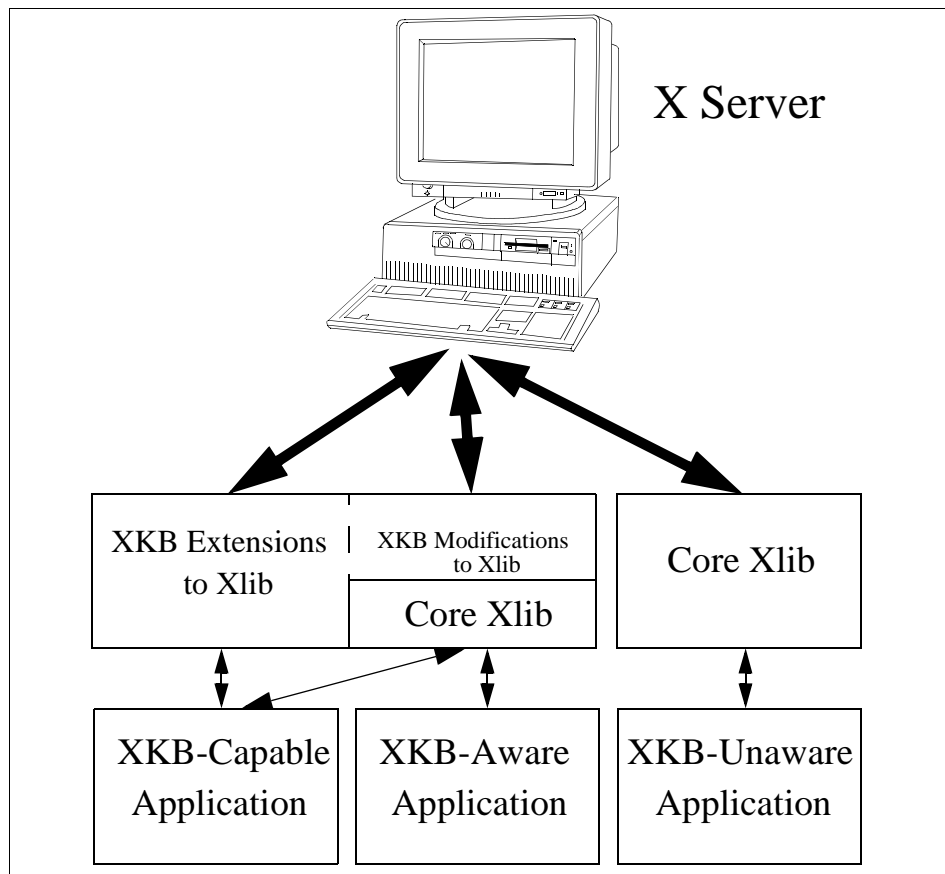 X Server
XKB Extensions
to Xlib
XKB Modifications
to Xlib
Core Xlib
Core Xlib
XKB-Capable
Application
XKB-Aware
Application
XKB-Unaware
Application